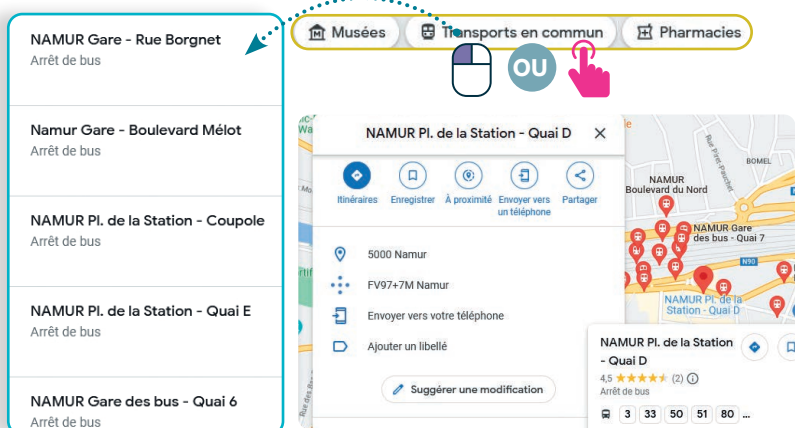 NAMUR Gare - Rue Borgnet
Arrêt de bus
Namur Gare - Boulevard Mélot
Arrêt de bus
NAMUR Pl. de la Station - Coupole
Arrêt de bus
NAMUR Pl. de la Station - Quai E
Arrêt de bus
NAMUR Gare des bus - Quai 6
Arrêt de bus
Musées
Transports en commun
Pharmacies
OU
NAMUR Pl. de la Station - Quai D
Itinéraires
Enregistrer
À proximité
Envoyer vers
un téléphone
Partager
5000 Namur
FV97+7M Namur
Envoyer vers votre téléphone
Ajouter un libellé
Suggérer une modification
Rue Piret-Pauchet
BOMEL
NAMUR
Boulevard du Nord
NAMUR Gare
des bus - Quai 7
N90
NAMUR Pl. de la
Station - Quai D
NAMUR Pl. de la Station
- Quai D
4,5 (2)
Arrêt de bus
3 33 50 51 80 ...